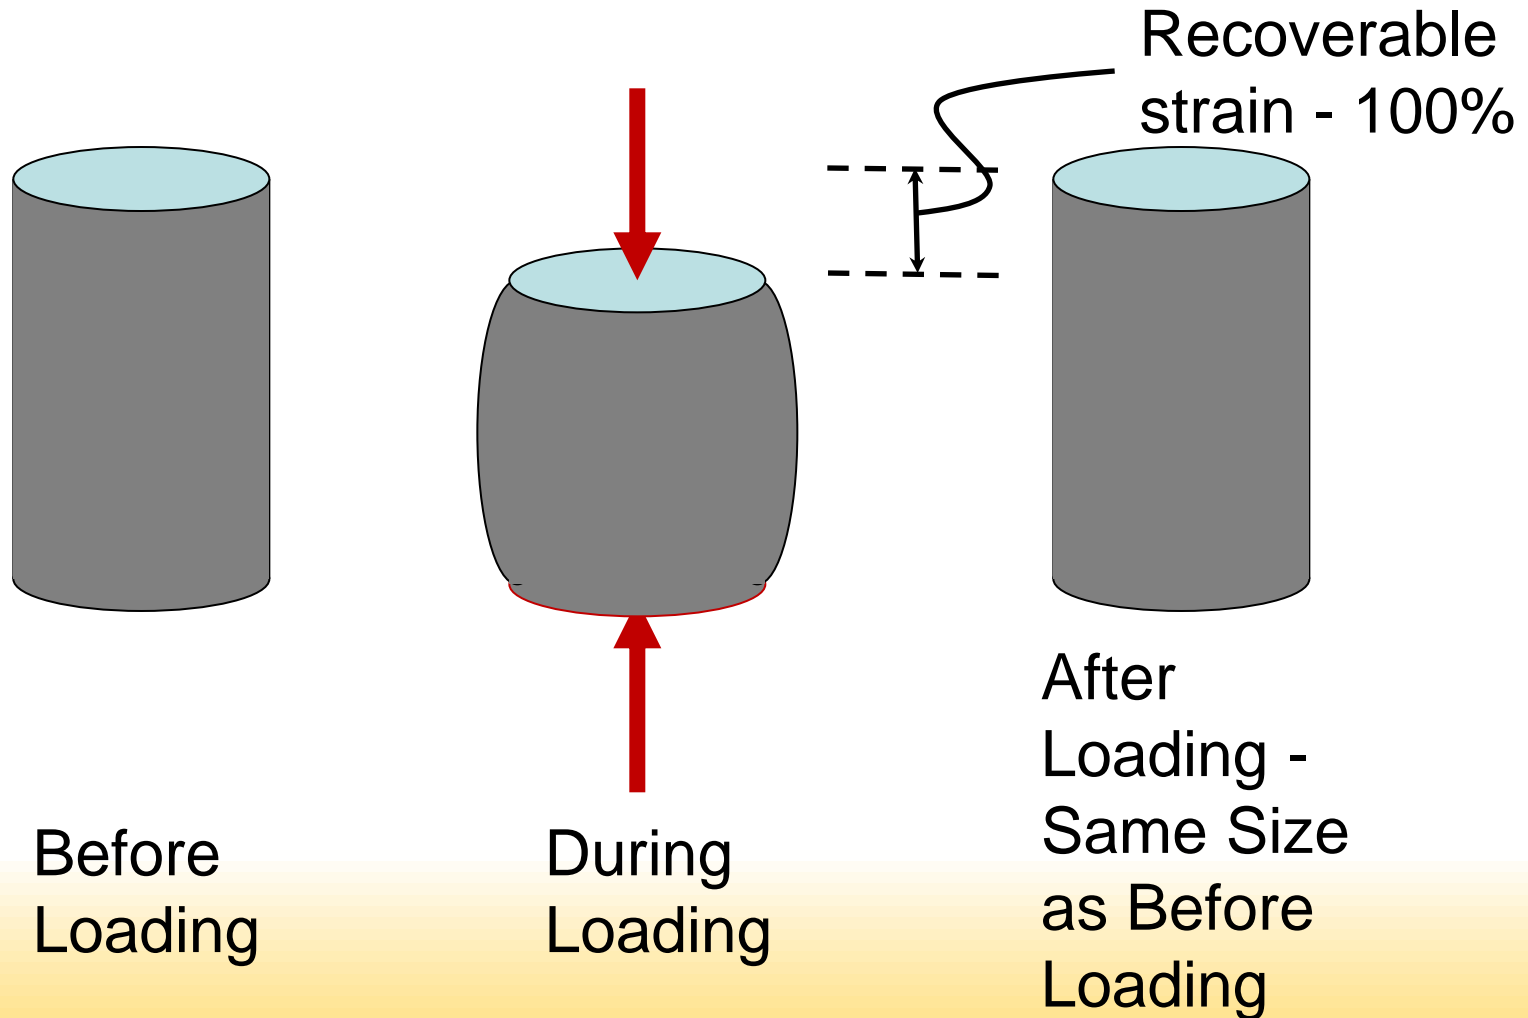 Recoverable
strain - 100%
Before
Loading
During
Loading
After
Loading -
Same Size
as Before
Loading